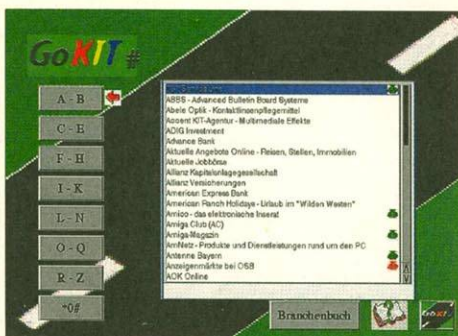 GoKIT #
A - B
C - E
F - H
I - K
L - N
O - Q
R - Z
*0#
ABBS - Advanced Bulletin Board Systems
Abele Optik - Kontaktlinsenpflegemittel
Accent KIT-Agentur - Multimediale Effekte
ADIG Investment
Advance Bank
Aktuelle Angebote Online - Reisen, Stellen, Immobilien
Aktuelle Jobbörse
Allianz Kapitalanlagegesellschaft
Allianz Versicherungen
American Express Bank
American Ranch Holidays - Urlaub im "Wilden Westen"
Amico - das elektronische Inserat
Amiga Club (AC)
Amiga-Magazin
AmNetz - Produkte und Dienstleistungen rund um den PC
Antenne Bayern
Anzeigenmärkte bei OSB
AOK Online
Branchenbuch
GoKIT